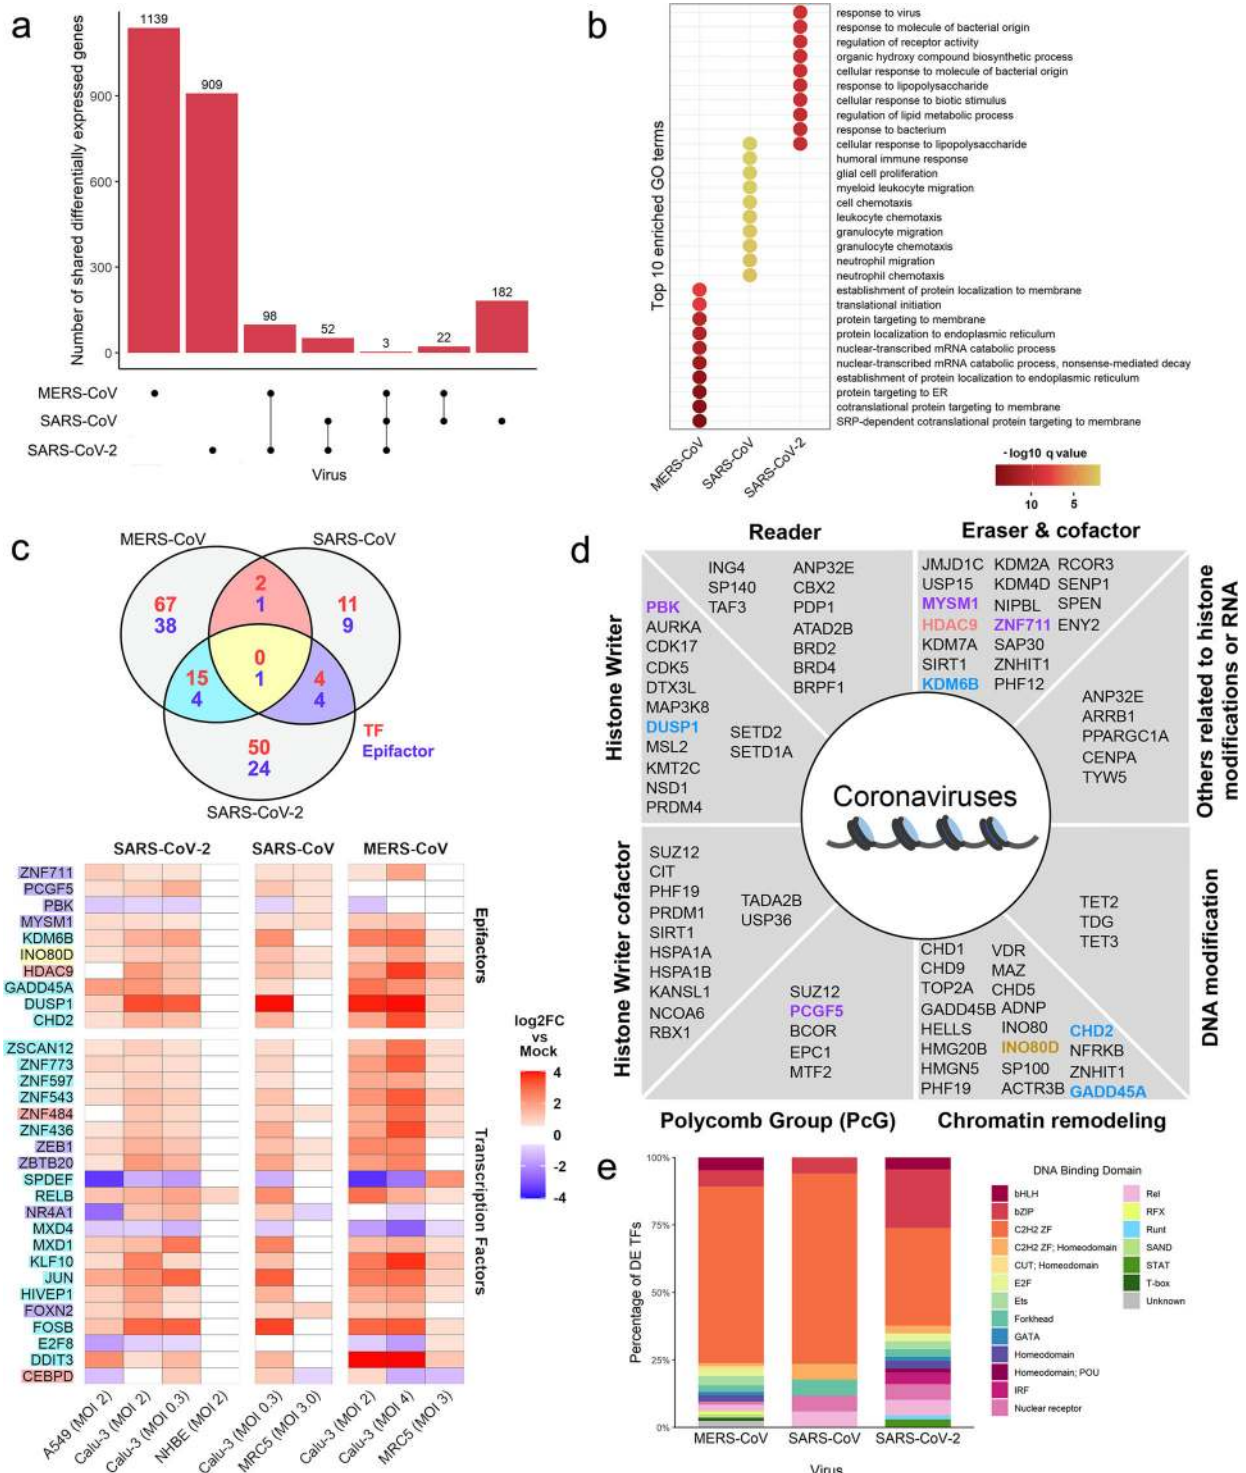 a
Number of shared differentially expressed genes
900
600
300
0
1139
909
98
52
3
22
182
MERS-CoV
SARS-CoV
SARS-CoV-2
Virus
b
Top 10 enriched GO terms
response to virus
response to molecule of bacterial origin
regulation of receptor activity
organic hydroxy compound biosynthetic process
cellular response to molecule of bacterial origin
response to lipopolysaccharide
cellular response to biotic stimulus
regulation of lipid metabolic process
response to bacterium
cellular response to lipopolysaccharide
humoral immune response
glial cell proliferation
myeloid leukocyte migration
cell chemotaxis
leukocyte chemotaxis
granulocyte migration
granulocyte chemotaxis
neutrophil migration
neutrophil chemotaxis
establishment of protein localization to membrane
translational initiation
protein targeting to membrane
protein localization to endoplasmic reticulum
nuclear-transcribed mRNA catabolic process
nuclear-transcribed mRNA catabolic process, nonsense-mediated decay
establishment of protein localization to endoplasmic reticulum
protein targeting to ER
cotranslational protein targeting to membrane
SRP-dependent cotranslational protein targeting to membrane
MERS-CoV
SARS-CoV
SARS-CoV-2
-log10 q value
10 5
c
MERS-CoV
SARS-CoV
67
38
2
1
11
9
0
1
15
4
4
4
50
24
TF
Epifactor
SARS-CoV-2
SARS-CoV-2 SARS-CoV MERS-CoV
ZNF711
PCGF5
PBK
MYSM1
KDM6B
INO80D
HDAC9
GADD45A
DUSP1
CHD2
Epifactors
ZSCAN12
ZNF773
ZNF597
ZNF543
ZNF484
ZNF436
ZEB1
ZBTB20
SPDEF
RELB
NR4A1
MXD4
MXD1
KLF10
JUN
HIVEP1
FOXN2
FOSB
E2F8
DDIT3
CEBPD
Transcription Factors
A549 (MOI 2)
Calu-3 (MOI 2)
Calu-3 (MOI 0.3)
NHBE (MOI 2)
Calu-3 (MOI 0.3)
MRC5 (MOI 3.0)
Calu-3 (MOI 2)
Calu-3 (MOI 4)
MRC5 (MOI 3)
log2FC
vs
Mock
4
2
0
-2
-4
d
Reader
ING4
SP140
TAF3
ANP32E
CBX2
PDP1
ATAD2B
BRD2
BRD4
BRPF1
Eraser & cofactor
JMJD1C KDM2A RCOR3
USP15 KDM4D SENP1
MYSM1 NIPBL SPEN
HDAC9 ZNF711 ENY2
KDM7A SAP30
SIRT1 ZNHIT1
KDM6B PHF12
Histone Writer
PBK
AURKA
CDK17
CDK5
DTX3L
MAP3K8
DUSP1
MSL2
KMT2C
NSD1
PRDM4
SETD2
SETD1A
Others related to histone
modifications or RNA
ANP32E
ARRB1
PPARGC1A
CENPA
TYW5
Coronaviruses
Histone Writer cofactor
SUZ12
CIT
PHF19
PRDM1
SIRT1
HSPA1A
HSPA1B
KANSL1
NCOA6
RBX1
TADA2B
USP36
DNA modification
TET2
TDG
TET3
SUZ12
PCGF5
BCOR
EPC1
MTF2
Polycomb Group (PcG)
CHD1
CHD9
TOP2A
GADD45B
HELLS
HMG20B
HMGN5
PHF19
VDR
MAZ
CHD5
ADNP
INO80
INO80D
SP100
ACTR3B
CHD2
NFRKB
ZNHIT1
GADD45A
Chromatin remodeling
e
Percentage of DE TFs
100%
75%
50%
25%
0%
MERS-CoV
SARS-CoV
SARS-CoV-2
Virus
DNA Binding Domain
bHLH
bZIP
C2H2 ZF
C2H2 ZF; Homeodomain
CUT; Homeodomain
E2F
Ets
Forkhead
GATA
Homeodomain
Homeodomain; POU
IRF
Nuclear receptor
Rel
RFX
Runt
SAND
STAT
T-box
Unknown